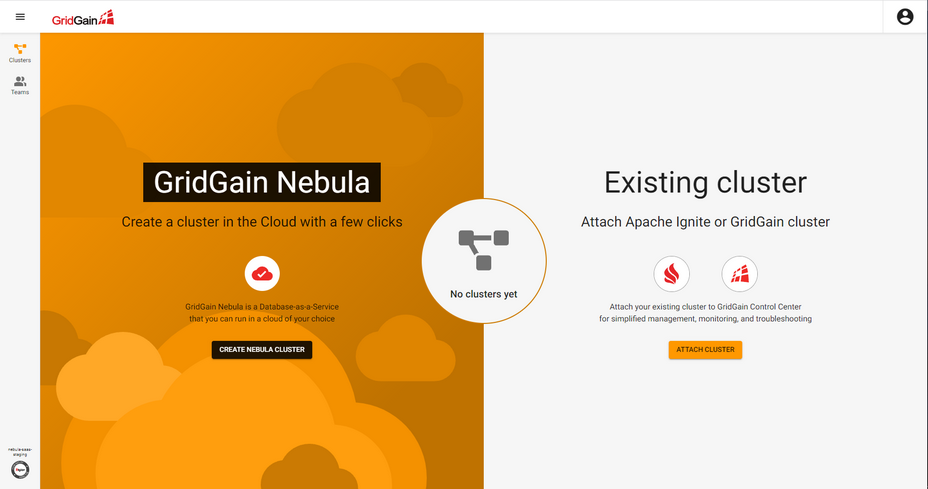 GridGain
Clusters
Teams
GridGain Nebula
Create a cluster in the Cloud with a few clicks
GridGain Nebula is a Database-as-a-Service
that you can run in a cloud of your choice
CREATE NEBULA CLUSTER
No clusters yet
Existing cluster
Attach Apache Ignite or GridGain cluster
Attach your existing cluster to GridGain Control Center
for simplified management, monitoring, and troubleshooting
ATTACH CLUSTER
staging